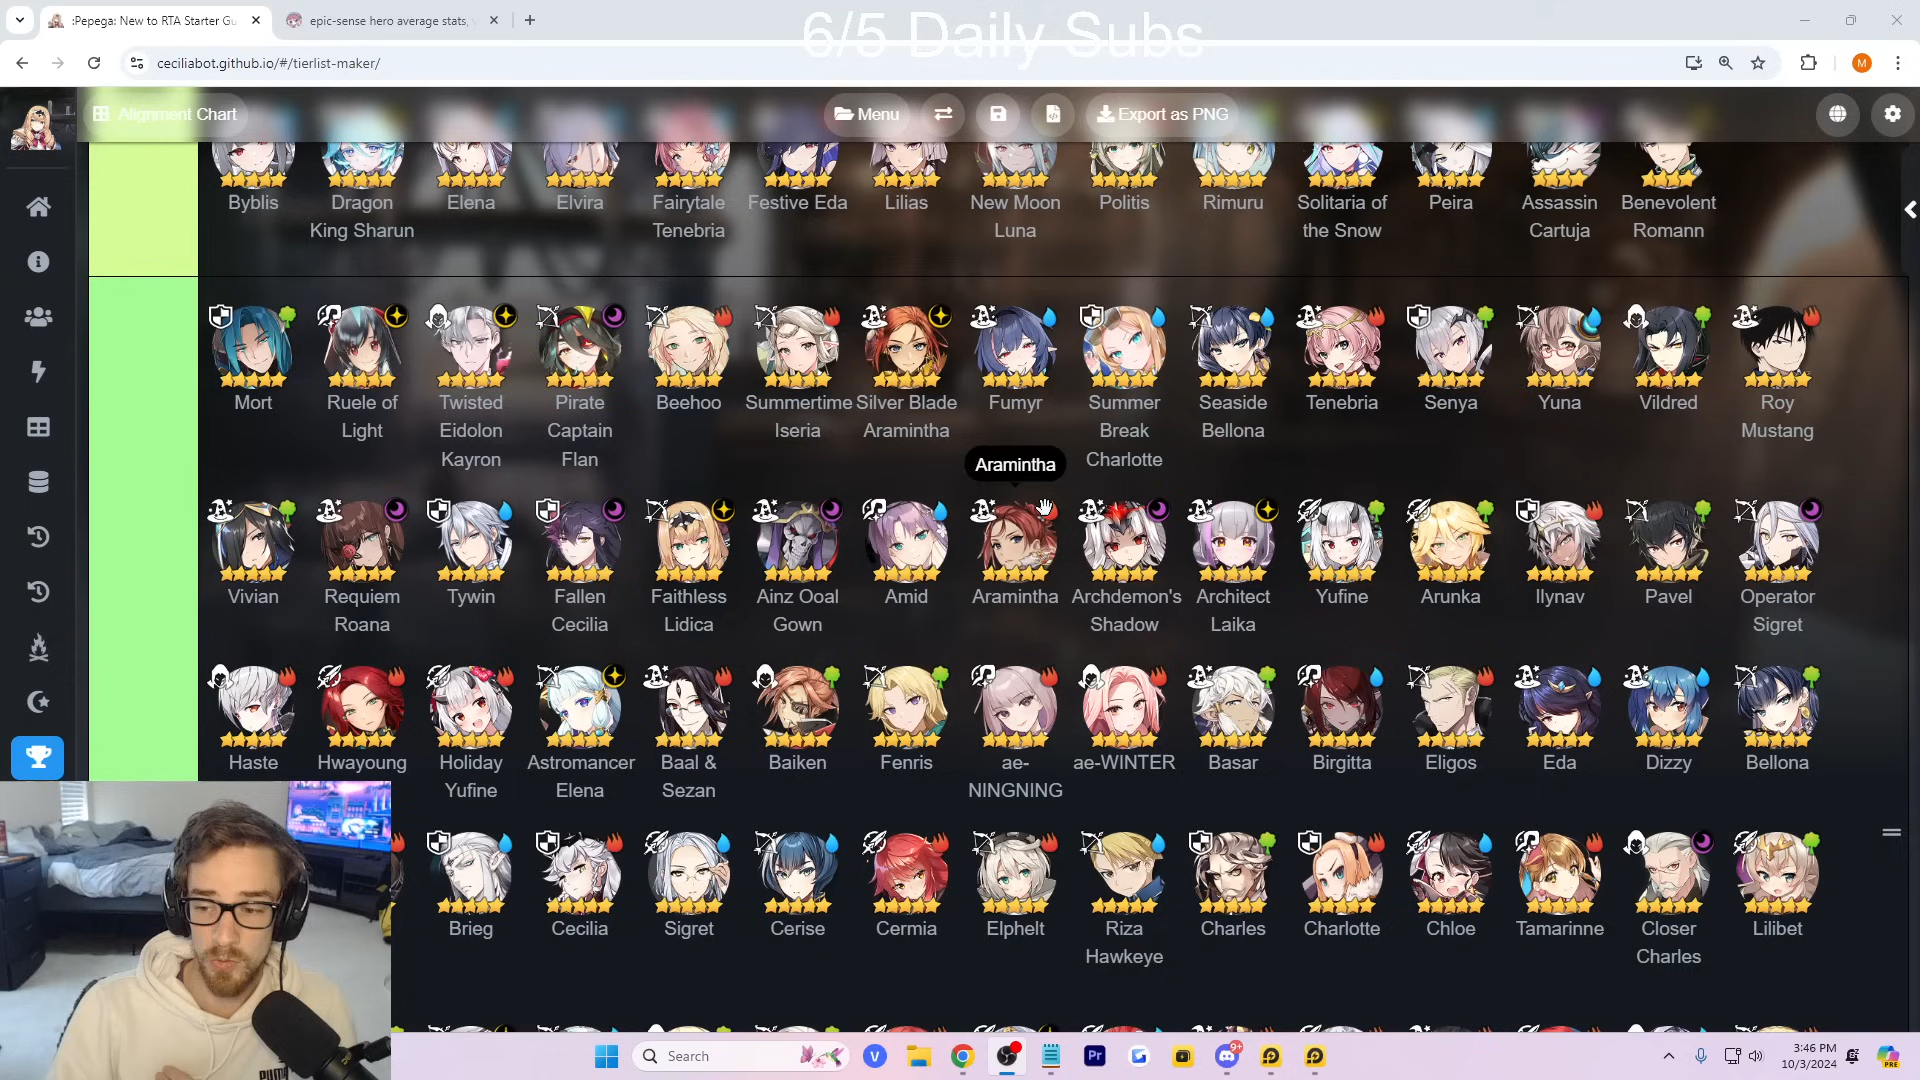 :Pepega: New to RTA Starter Gu
epic-sense hero average stats,
6/5 Daily Subs
ceciliabot.github.io/#/tierlist-maker/
M
Alignment Chart
Menu
Export as PNG
Byblis
Dragon King Sharun
Elena
Elvira
Fairytale Tenebria
Festive Eda
Lilias
New Moon Luna
Politis
Rimuru
Solitaria of the Snow
Peira
Assassin Cartuja
Benevolent Romann
Mort
Ruele of Light
Twisted Eidolon Kayron
Pirate Captain Flan
Beehoo
Summertime Iseria
Silver Blade Aramintha
Fumyr
Summer Break Charlotte
Seaside Bellona
Tenebria
Senya
Yuna
Vildred
Roy Mustang
Aramintha
Vivian
Requiem Roana
Tywin
Fallen Cecilia
Faithless Lidica
Ainz Ooal Gown
Amid
Aramintha
Archdemon's Shadow
Architect Laika
Yufine
Arunka
Ilynav
Pavel
Operator Sigret
Haste
Hwayoung
Holiday Yufine
Astromancer Elena
Baal & Sezan
Baiken
Fenris
ae-NINGNING
ae-WINTER
Basar
Birgitta
Eligos
Eda
Dizzy
Bellona
Brieg
Cecilia
Sigret
Cerise
Cermia
Elphelt
Riza Hawkeye
Charles
Charlotte
Chloe
Tamarinne
Closer Charles
Lilibet
Search
V
Pr
9+
3:46 PM
10/3/2024
PRE